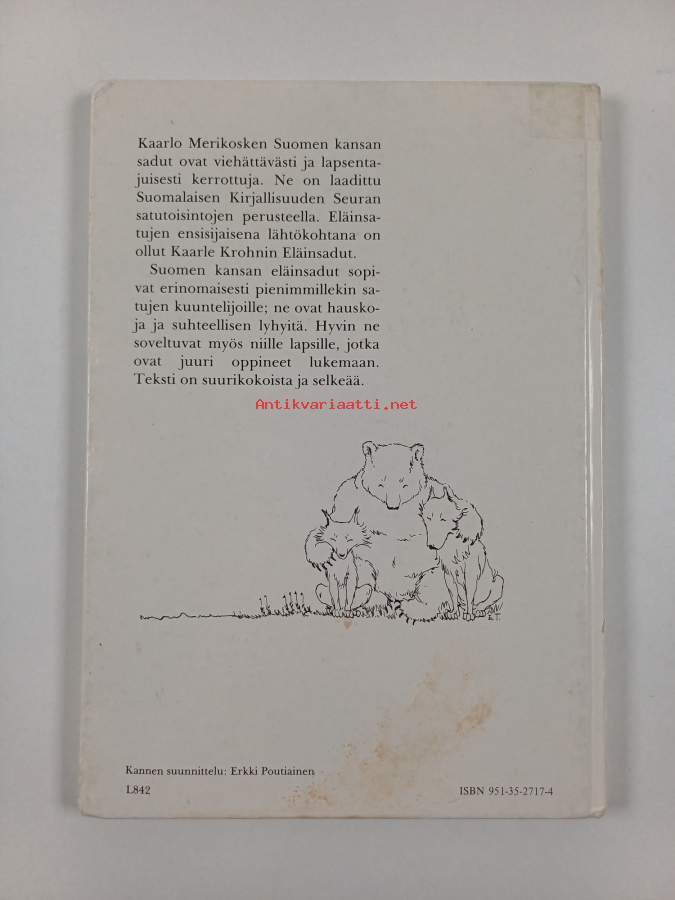 Kaarlo Merikosken Suomen kansan
sadut ovat viehättävästi ja lapsenta-
juisesti kerrottuja. Ne on laadittu
Suomalaisen Kirjallisuuden Seuran
satutoisintojen perusteella. Eläinsa-
tujen ensisijaisena lähtökohtana on
ollut Kaarle Krohnin Eläinsadut.
Suomen kansan eläinsadut sopi-
vat erinomaisesti pienimmillekin sa-
tujen kuuntelijoille; ne ovat hausko-
ja ja suhteellisen lyhyitä. Hyvin ne
soveltuvat myös niille lapsille, jotka
ovat juuri oppineet lukemaan.
Teksti on suurikokoista ja selkeää.
Antikvariaatti.net
R.T.
Kannen suunnittelu: Erkki Poutiainen
L842
ISBN 951-35-2717-4